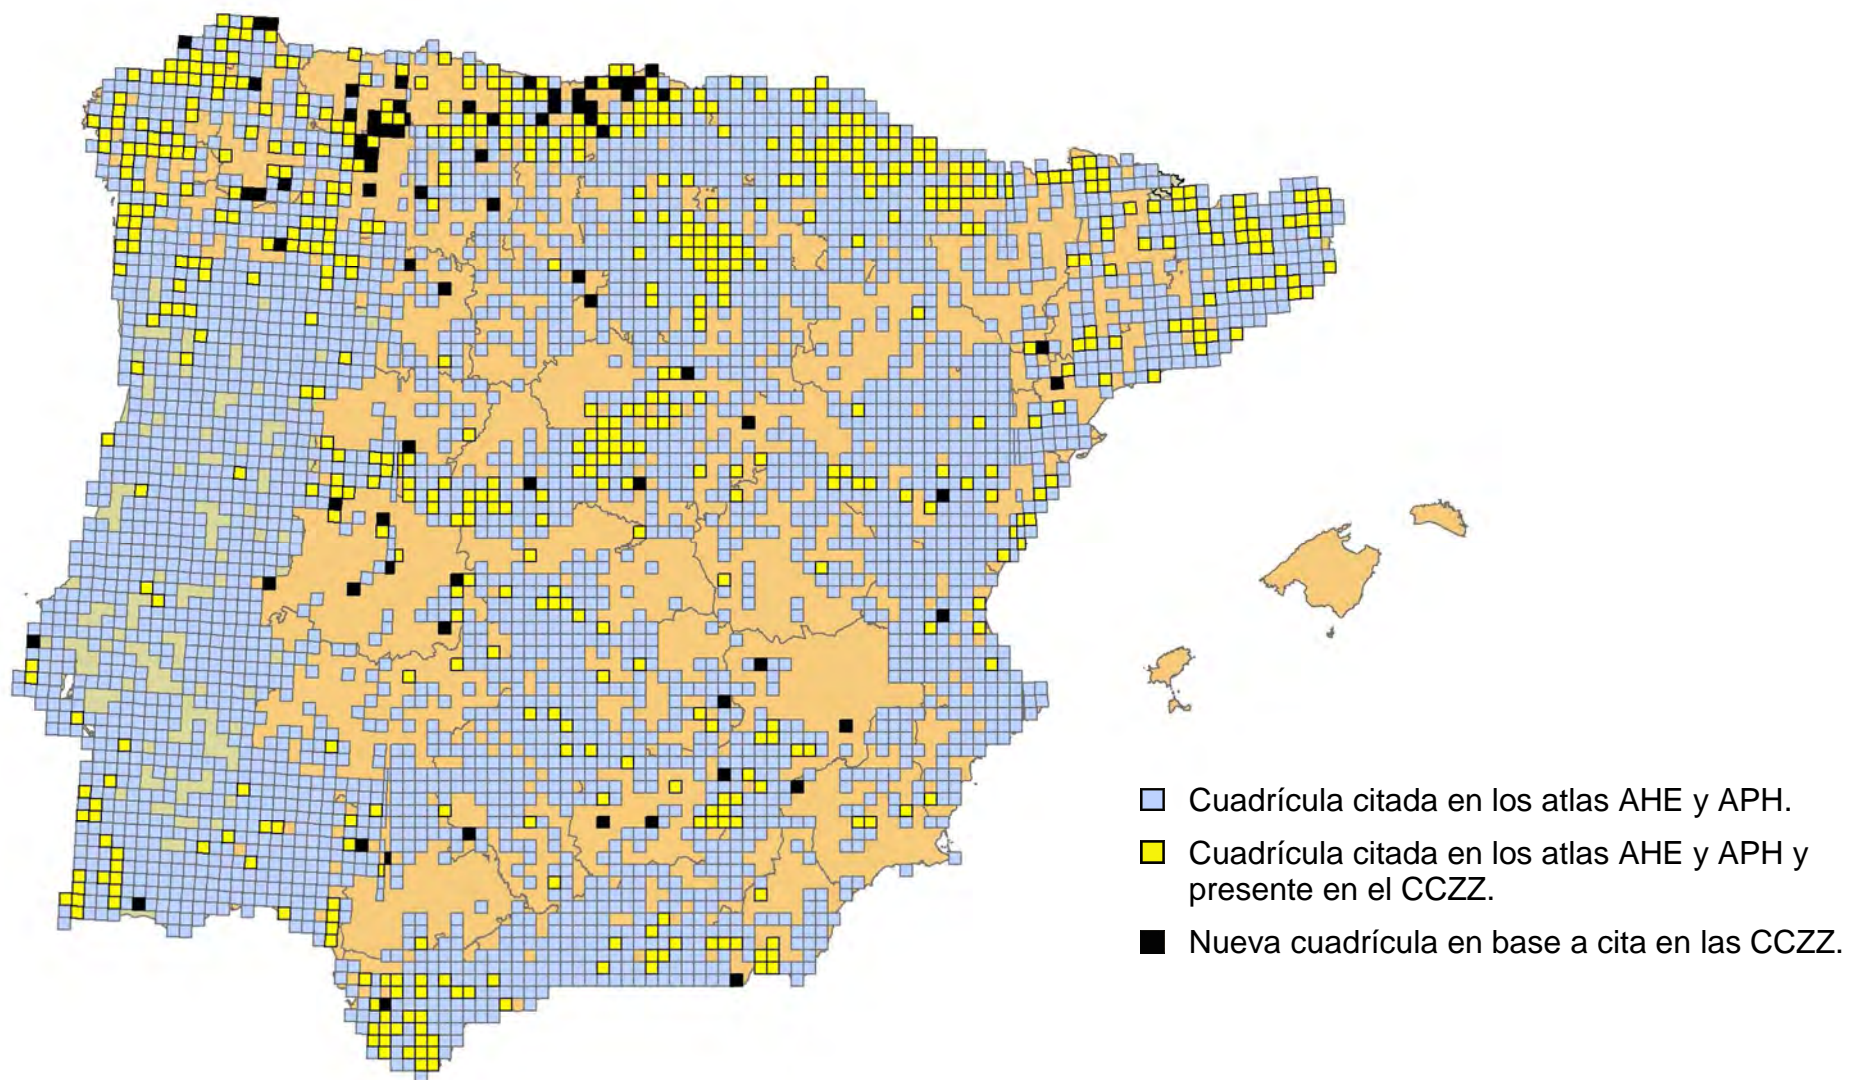 Cuadrícula citada en los atlas AHE y APH.
Cuadrícula citada en los atlas AHE y APH y
presente en el CCZZ.
Nueva cuadrícula en base a cita en las CCZZ.